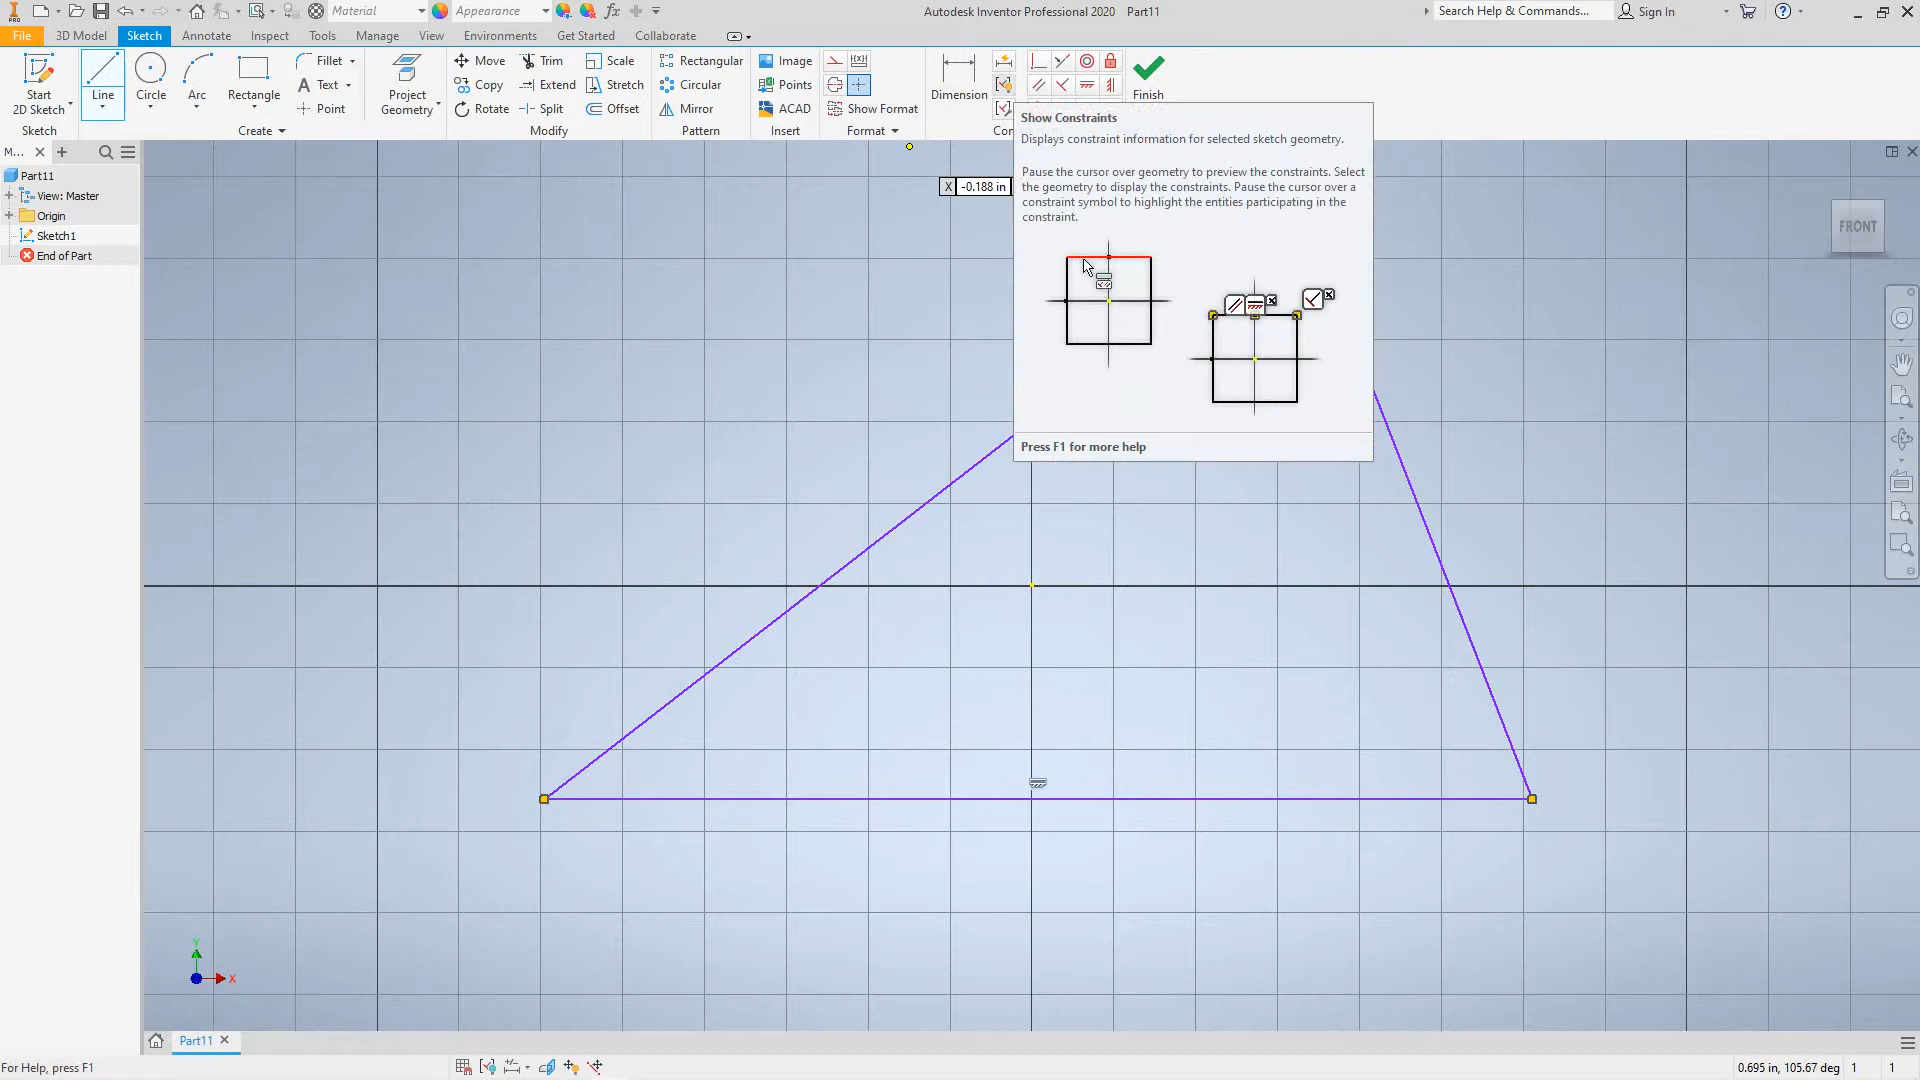 PRO
Material
Appearance
fx
Autodesk Inventor Professional 2020 Part11
Search Help & Commands...
Sign In
File
3D Model
Sketch
Annotate
Inspect
Tools
Manage
View
Environments
Get Started
Collaborate
Start
2D Sketch
Line
Circle
Arc
Rectangle
Fillet
Text
Point
Project
Geometry
Move
Copy
Rotate
Trim
Extend
Split
Scale
Stretch
Offset
Rectangular
Circular
Mirror
Image
Points
ACAD
Show Format
Dimension
Finish
Sketch
Create
Modify
Pattern
Insert
Format
Con
M...
Part11
View: Master
Origin
Sketch1
End of Part
X -0.188 in
Show Constraints
Displays constraint information for selected sketch geometry.
Pause the cursor over geometry to preview the constraints. Select
the geometry to display the constraints. Pause the cursor over a
constraint symbol to highlight the entities participating in the
constraint.
Press F1 for more help
FRONT
Y
X
Part11
For Help, press F1
0.695 in, 105.67 deg 1 1